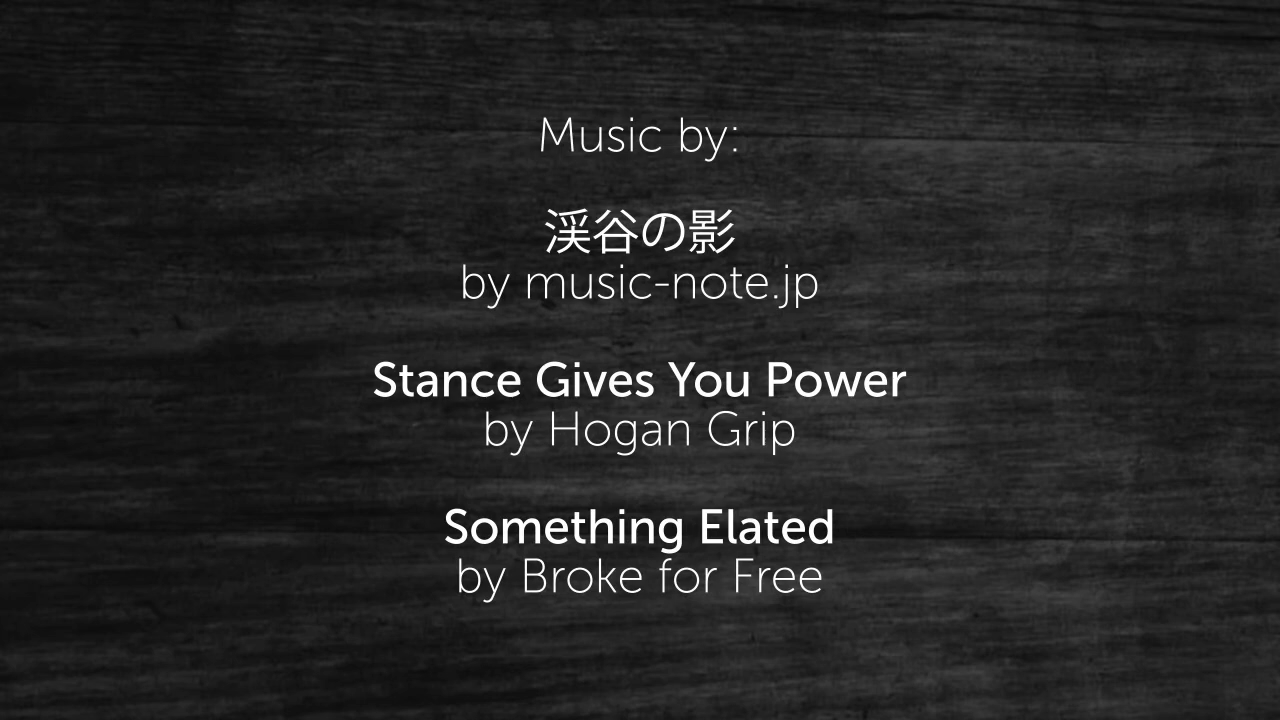 Music by:
渓谷の影
by music-note.jp
Stance Gives You Power
by Hogan Grip
Something Elated
by Broke for Free